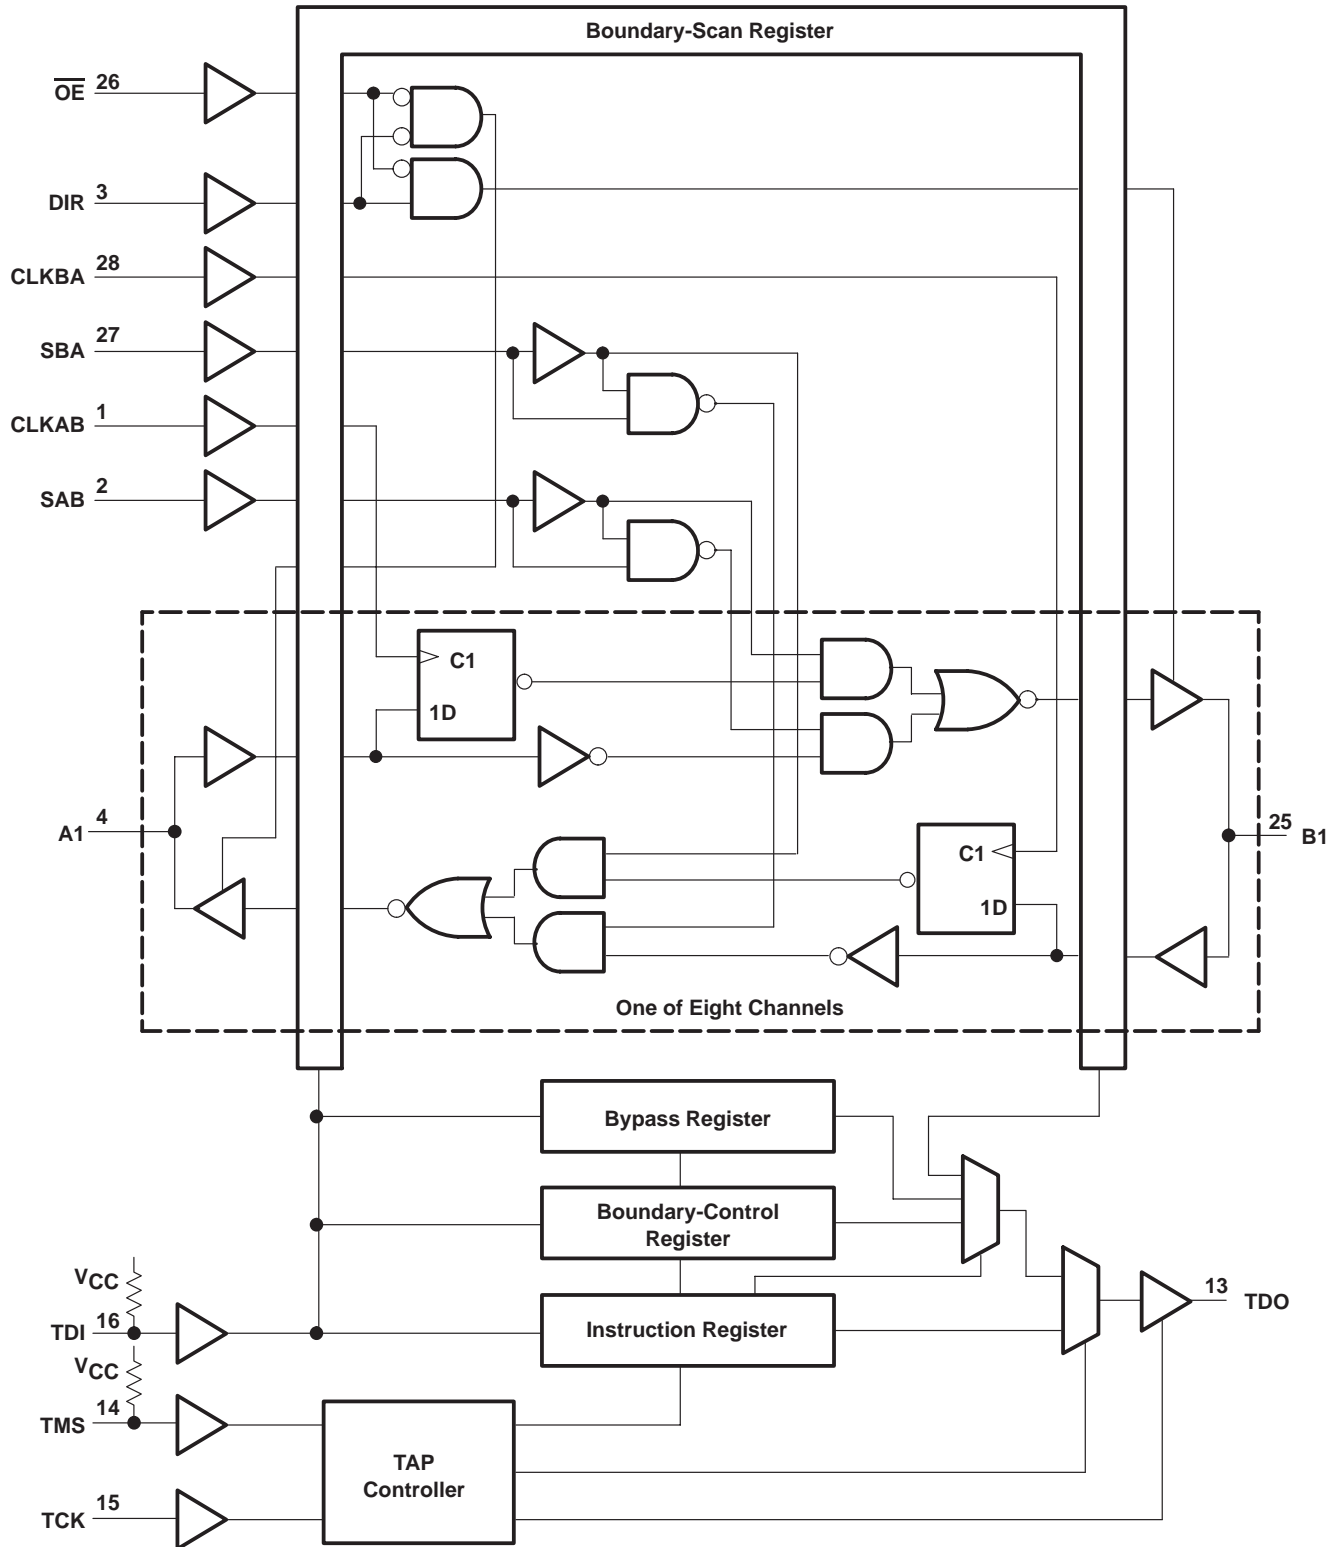 Boundary-Scan Register
OE 26
DIR 3
CLKBA 28
SBA 27
CLKAB 1
SAB 2
C1
1D
A1 4
25 B1
C1
1D
One of Eight Channels
Bypass Register
Boundary-Control
Register
VCC
TDI 16
Instruction Register
13 TDO
VCC
TMS 14
TAP
Controller
TCK 15